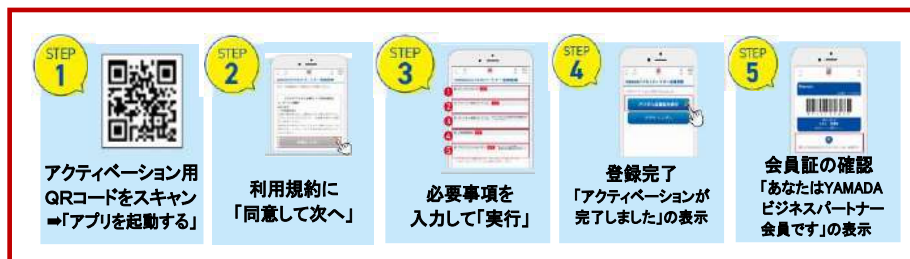 STEP
1
アクティベーション用
QRコードをスキャン
➡「アプリを起動する」
STEP
2
利用規約に
「同意して次へ」
STEP
3
1
2
3
4
5
必要事項を
入力して「実行」
STEP
4
登録完了
「アクティベーションが
完了しました」の表示
STEP
5
会員証の確認
「あなたはYAMADA
ビジネスパートナー
会員です」の表示